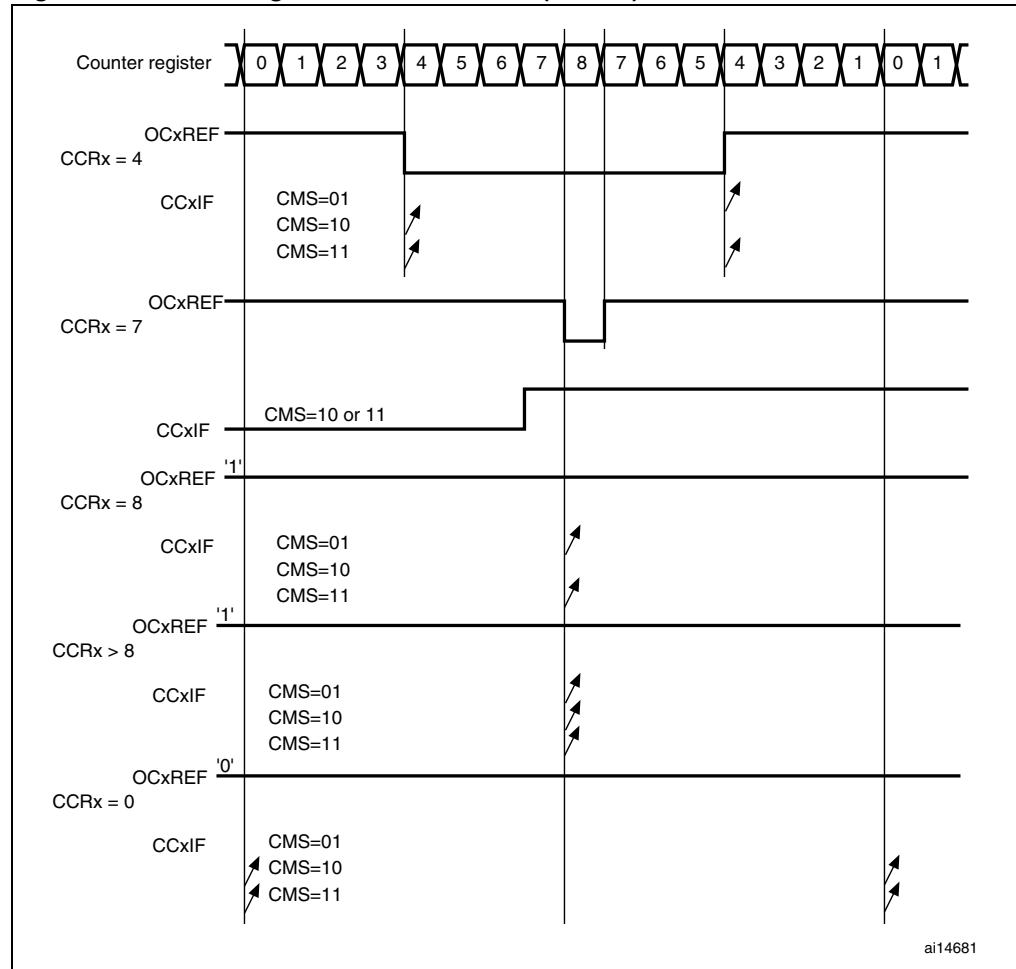 Counter register 0 1 2 3 4 5 6 7 8 7 6 5 4 3 2 1 0 1
OCxREF
CCRx = 4
CCxIF CMS=01
CMS=10
CMS=11
OCxREF
CCRx = 7
CMS=10 or 11
CCxIF
'1'
OCxREF
CCRx = 8
CCxIF CMS=01
CMS=10
CMS=11
'1'
OCxREF
CCRx > 8
CCxIF CMS=01
CMS=10
CMS=11
'0'
OCxREF
CCRx = 0
CCxIF CMS=01
CMS=10
CMS=11
ai14681